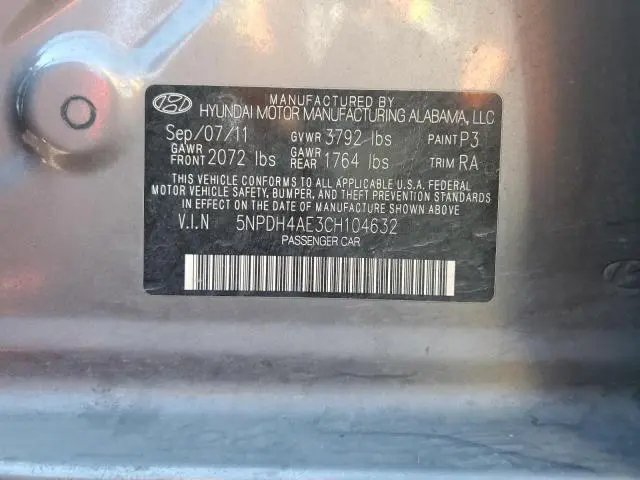 MANUFACTURED BY
HYUNDAI MOTOR MANUFACTURING ALABAMA, LLC
Sep/07/11 GVWR 3792 lbs PAINT P3
GAWR FRONT 2072 lbs GAWR REAR 1764 lbs TRIM RA
THIS VEHICLE CONFORMS TO ALL APPLICABLE U.S.A. FEDERAL
MOTOR VEHICLE SAFETY, BUMPER, AND THEFT PREVENTION STANDARDS
IN EFFECT ON THE DATE OF MANUFACTURE SHOWN ABOVE.
V.I.N 5NPDH4AE3CH104632
PASSENGER CAR